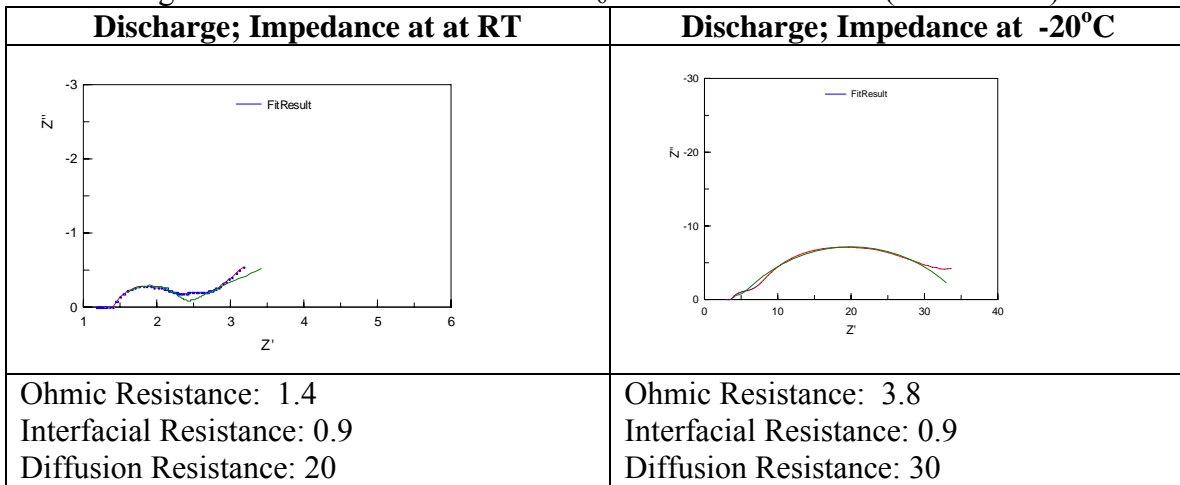 Discharge; Impedance at at RT
Discharge; Impedance at -20°C
-3
FitResult
Z''
-2
-1
0
1 2 3 4 5 6
Z'
-30
FitResult
Z''
-20
-10
0
0 10 20 30 40
Z'
Ohmic Resistance: 1.4
Interfacial Resistance: 0.9
Diffusion Resistance: 20
Ohmic Resistance: 3.8
Interfacial Resistance: 0.9
Diffusion Resistance: 30